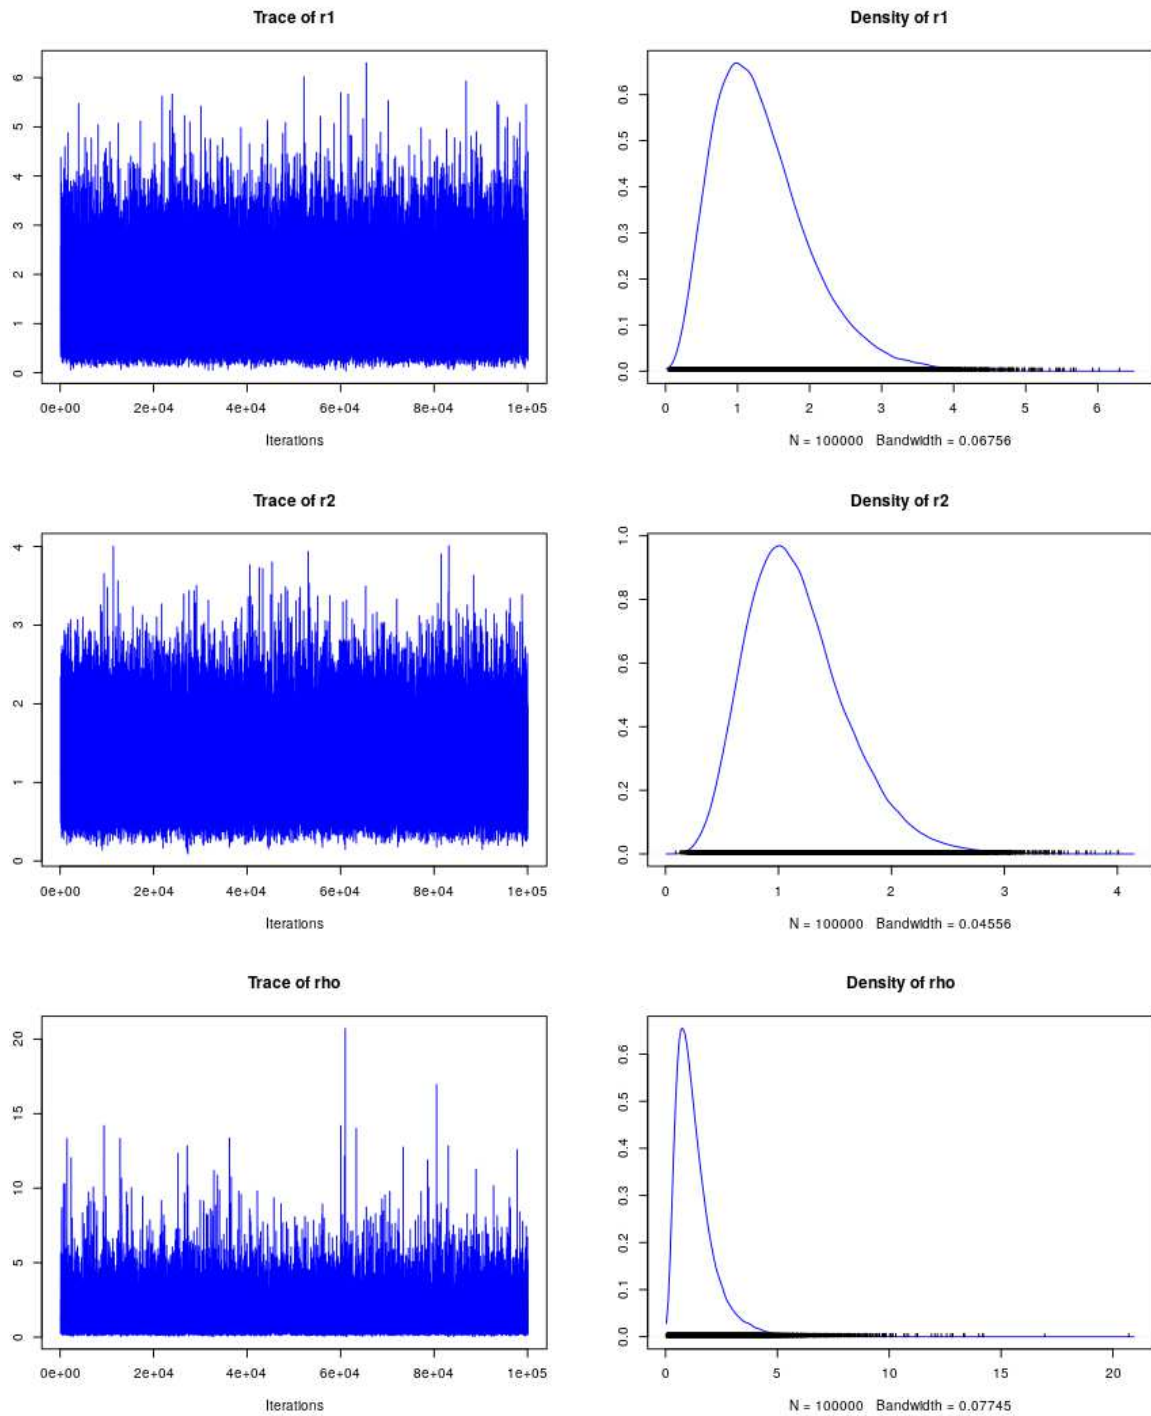 Trace of r1
Density of r1
6
5
4
3
2
1
0
0e+00 2e+04 4e+04 6e+04 8e+04 1e+05
Iterations
0.6
0.5
0.4
0.3
0.2
0.1
0.0
0 1 2 3 4 5 6
N = 100000 Bandwidth = 0.06756
Trace of r2
Density of r2
4
3
2
1
0
0e+00 2e+04 4e+04 6e+04 8e+04 1e+05
Iterations
1.0
0.8
0.6
0.4
0.2
0.0
0 1 2 3 4
N = 100000 Bandwidth = 0.04556
Trace of rho
Density of rho
20
15
10
5
0
0e+00 2e+04 4e+04 6e+04 8e+04 1e+05
Iterations
0.6
0.5
0.4
0.3
0.2
0.1
0.0
0 5 10 15 20
N = 100000 Bandwidth = 0.07745